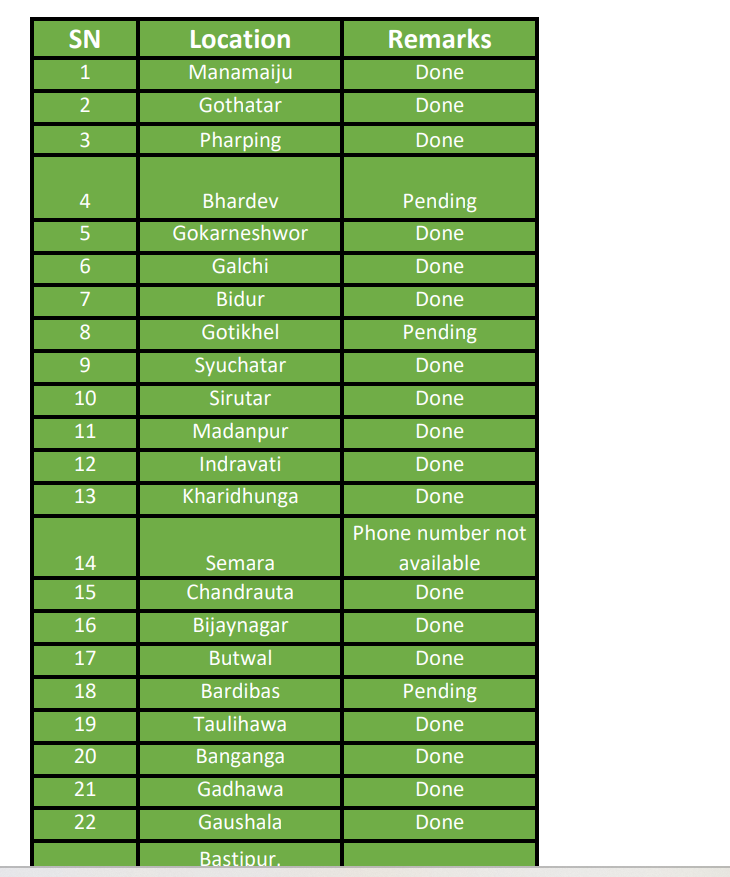 SN Location Remarks
1 Manamaiju Done
2 Gothatar Done
3 Pharping Done
4 Bhardev Pending
5 Gokarneshwor Done
6 Galchi Done
7 Bidur Done
8 Gotikhel Pending
9 Syuchatar Done
10 Sirutar Done
11 Madanpur Done
12 Indravati Done
13 Kharidhunga Done
Phone number not
14 Semara available
15 Chandrauta Done
16 Bijaynagar Done
17 Butwal Done
18 Bardibas Pending
19 Taulihawa Done
20 Banganga Done
21 Gadhawa Done
22 Gaushala Done
Bastipur,